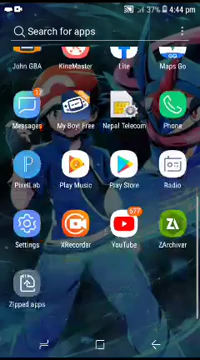 37% 4:44 pm
Search for apps
John GBA
KineMaster
Lite
Maps Go
Messages
My Boy! Free
Nepal Telecom
Phone
PixelLab
Play Music
Play Store
Radio
577
Settings
XRecorder
YouTube
ZArchiver
Zipped apps